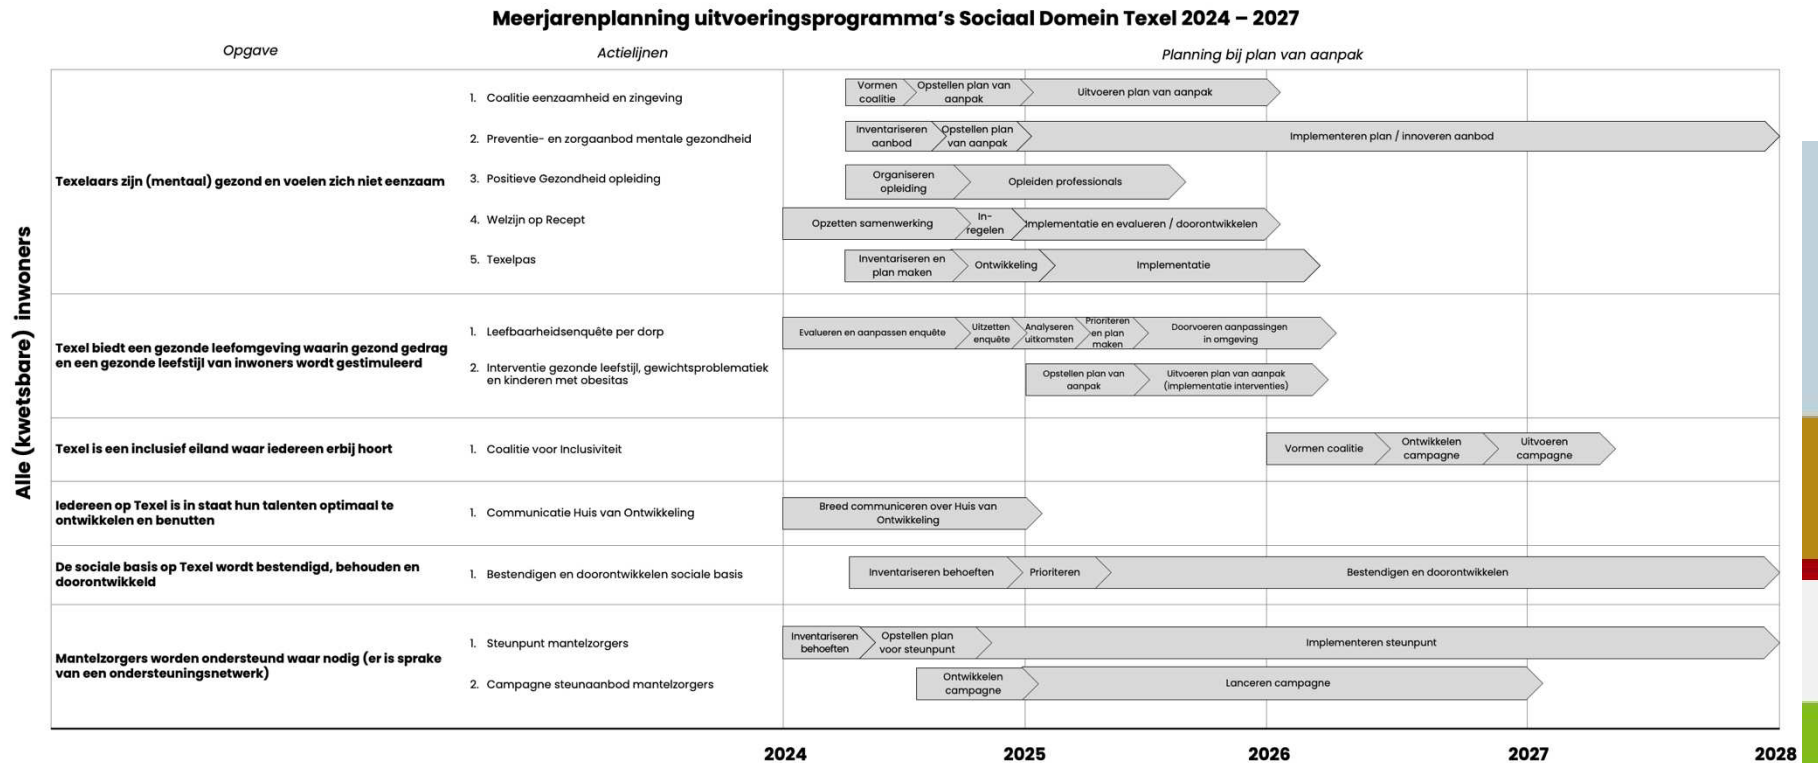 Meerjarenplanning uitvoeringsprogramma's Sociaal Domein Texel 2024 – 2027
Opgave
Actielijnen
Planning bij plan van aanpak
Alle (kwetsbare) inwoners
Texelaars zijn (mentaal) gezond en voelen zich niet eenzaam
1. Coalitie eenzaamheid en zingeving
Vormen
coalitie
Opstellen plan van
aanpak
Uitvoeren plan van aanpak
2. Preventie- en zorgaanbod mentale gezondheid
Inventariseren
aanbod
Opstellen plan
van aanpak
Implementeren plan / innoveren aanbod
3. Positieve Gezondheid opleiding
Organiseren
opleiding
Opleiden professionals
4. Welzijn op Recept
Opzetten samenwerking
In-
regelen
Implementatie en evalueren / doorontwikkelen
5. Texelpas
Inventariseren en
plan maken
Ontwikkeling
Implementatie
Texel biedt een gezonde leefomgeving waarin gezond gedrag
en een gezonde leefstijl van inwoners wordt gestimuleerd
1. Leefbaarheidsenquête per dorp
Evalueren en aanpassen enquête
Uitzetten
enquête
Analyseren
uitkomsten
Prioriteren
en plan
maken
Doorvoeren aanpassingen
in omgeving
2. Interventie gezonde leefstijl, gewichtsproblematiek
en kinderen met obesitas
Opstellen plan van
aanpak
Uitvoeren plan van aanpak
(implementatie interventies)
Texel is een inclusief eiland waar iedereen erbij hoort
1. Coalitie voor Inclusiviteit
Vormen coalitie
Ontwikkelen
campagne
Uitvoeren
campagne
Iedereen op Texel is in staat hun talenten optimaal te
ontwikkelen en benutten
1. Communicatie Huis van Ontwikkeling
Breed communiceren over Huis van
Ontwikkeling
De sociale basis op Texel wordt bestendigd, behouden en
doorontwikkeld
1. Bestendigen en doorontwikkelen sociale basis
Inventariseren behoeften
Prioriteren
Bestendigen en doorontwikkelen
Mantelzorgers worden ondersteund waar nodig (er is sprake
van een ondersteuningsnetwerk)
1. Steunpunt mantelzorgers
Inventariseren
behoeften
Opstellen plan
voor steunpunt
Implementeren steunpunt
2. Campagne steunaanbod mantelzorgers
Ontwikkelen
campagne
Lanceren campagne
2024
2025
2026
2027
2028